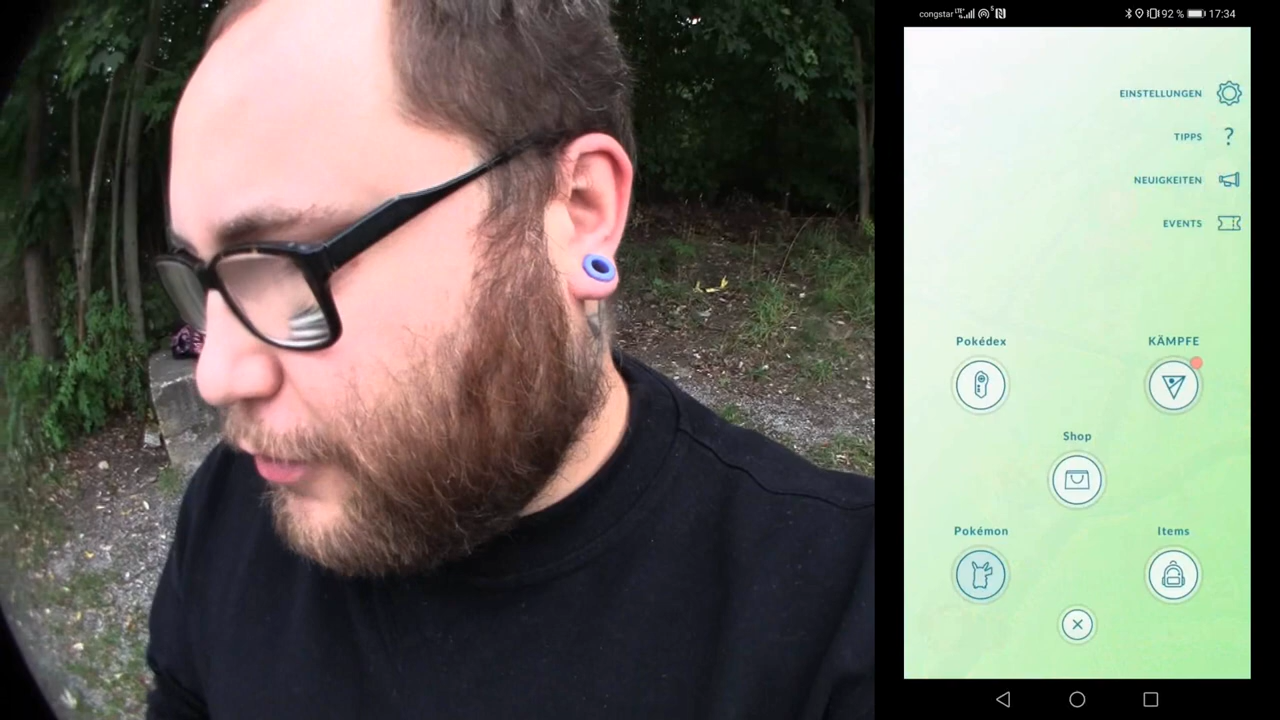 congstar 92 % 17:34
EINSTELLUNGEN
TIPPS
?
NEUIGKEITEN
EVENTS
Pokédex
KÄMPFE
Shop
Pokémon
Items